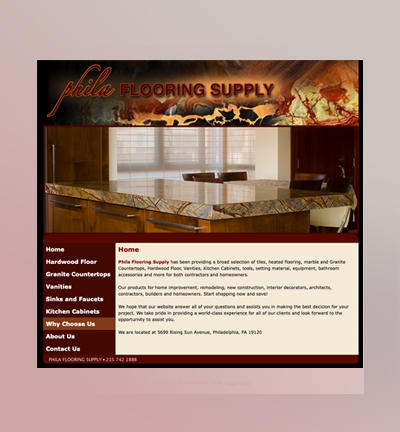 phila FLOORING SUPPLY
Home
Hardwood Floor
Granite Countertops
Vanities
Sinks and Faucets
Kitchen Cabinets
Why Choose Us
About Us
Contact Us
Home
Phila Flooring Supply has been providing a broad selection of tiles, heated flooring, marble and Granite
Countertops, Hardwood Floor, Vanities, Kitchen Cabinets, tools, setting material, equipment, bathroom
accessories and more for both contractors and homeowners.
Our products for home improvement, remodeling, new construction, interior decorators, architects,
contractors, builders and homeowners. Start shopping now and save!
We hope that our website answer all of your questions and assists you in making the best decision for your
project. We take pride in providing a world-class experience for all of our clients and look forward to the
opportunity to assist you.
We are located at 5699 Rising Sun Avenue, Philadelphia, PA 19120
PHILA FLOORING SUPPLY • 215 742 1888